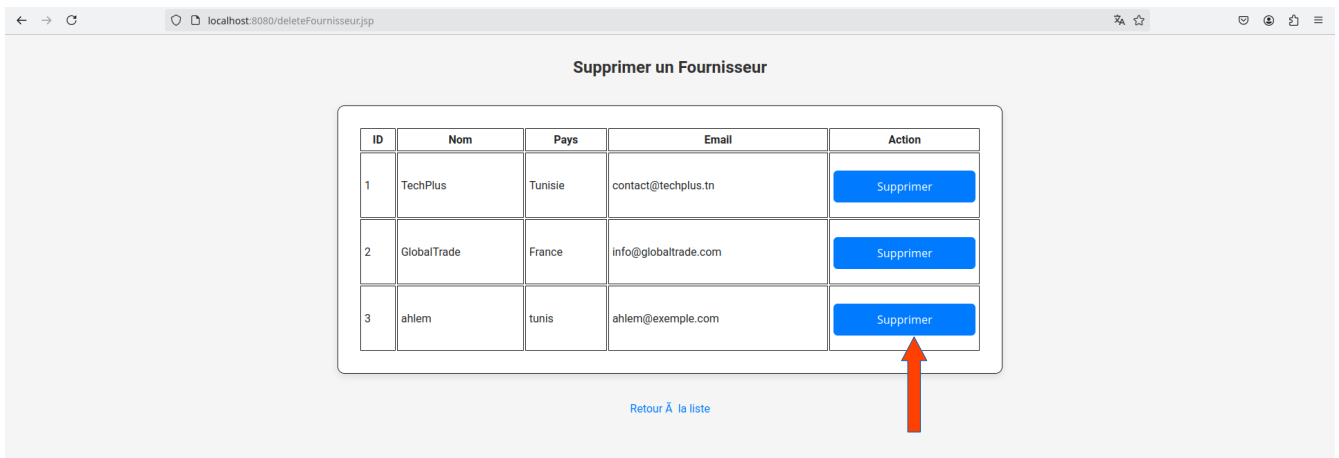 localhost:8080/deleteFournisseur.jsp
Supprimer un Fournisseur
ID Nom Pays Email Action
1 TechPlus Tunisie contact@techplus.tn Supprimer
2 GlobalTrade France info@globaltrade.com Supprimer
3 ahlem tunis ahlem@exemple.com Supprimer
Retour Ã la liste